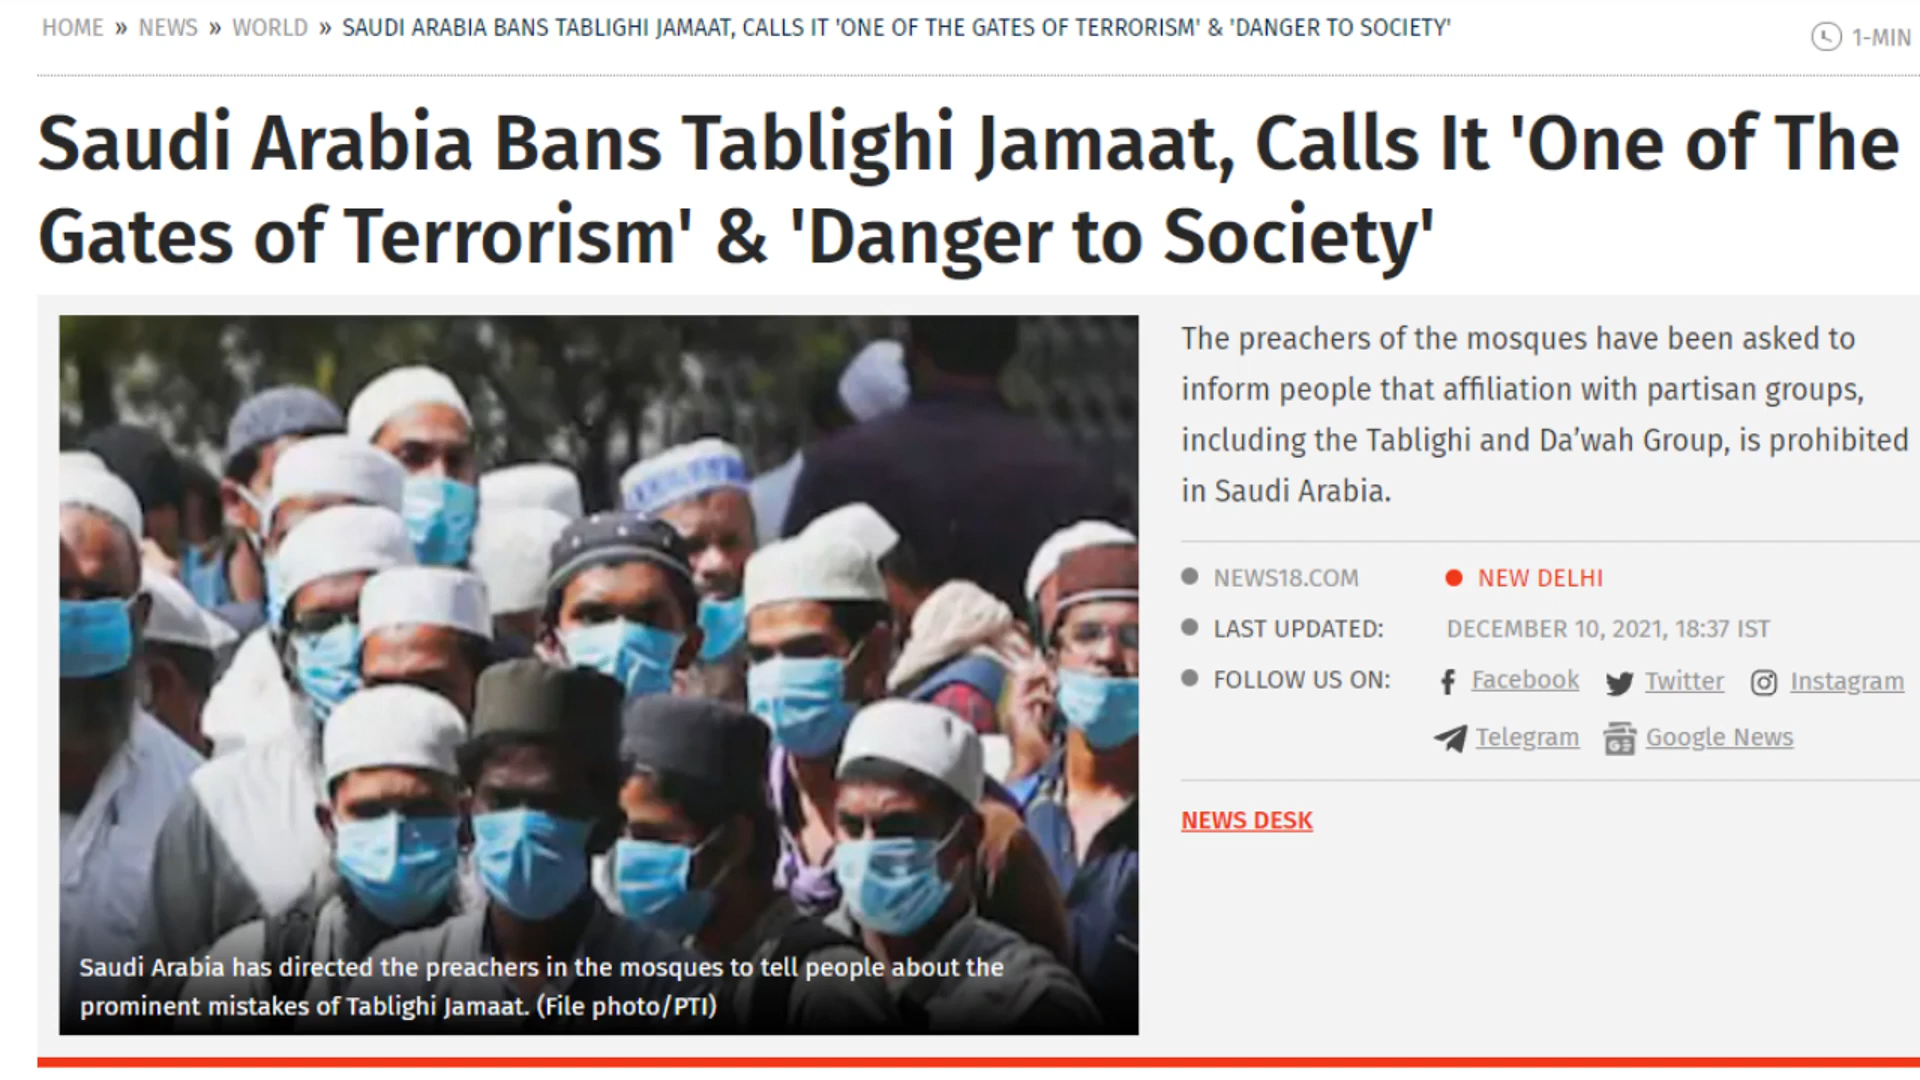 HOME » NEWS » WORLD » SAUDI ARABIA BANS TABLIGHI JAMAAT, CALLS IT 'ONE OF THE GATES OF TERRORISM' & 'DANGER TO SOCIETY'
1-MIN
Saudi Arabia Bans Tablighi Jamaat, Calls It 'One of The
Gates of Terrorism' & 'Danger to Society'
The preachers of the mosques have been asked to
inform people that affiliation with partisan groups,
including the Tablighi and Da’wah Group, is prohibited
in Saudi Arabia.
NEWS18.COM
NEW DELHI
LAST UPDATED:
DECEMBER 10, 2021, 18:37 IST
FOLLOW US ON:
Facebook Twitter Instagram
Telegram Google News
NEWS DESK
Saudi Arabia has directed the preachers in the mosques to tell people about the
prominent mistakes of Tablighi Jamaat. (File photo/PTI)